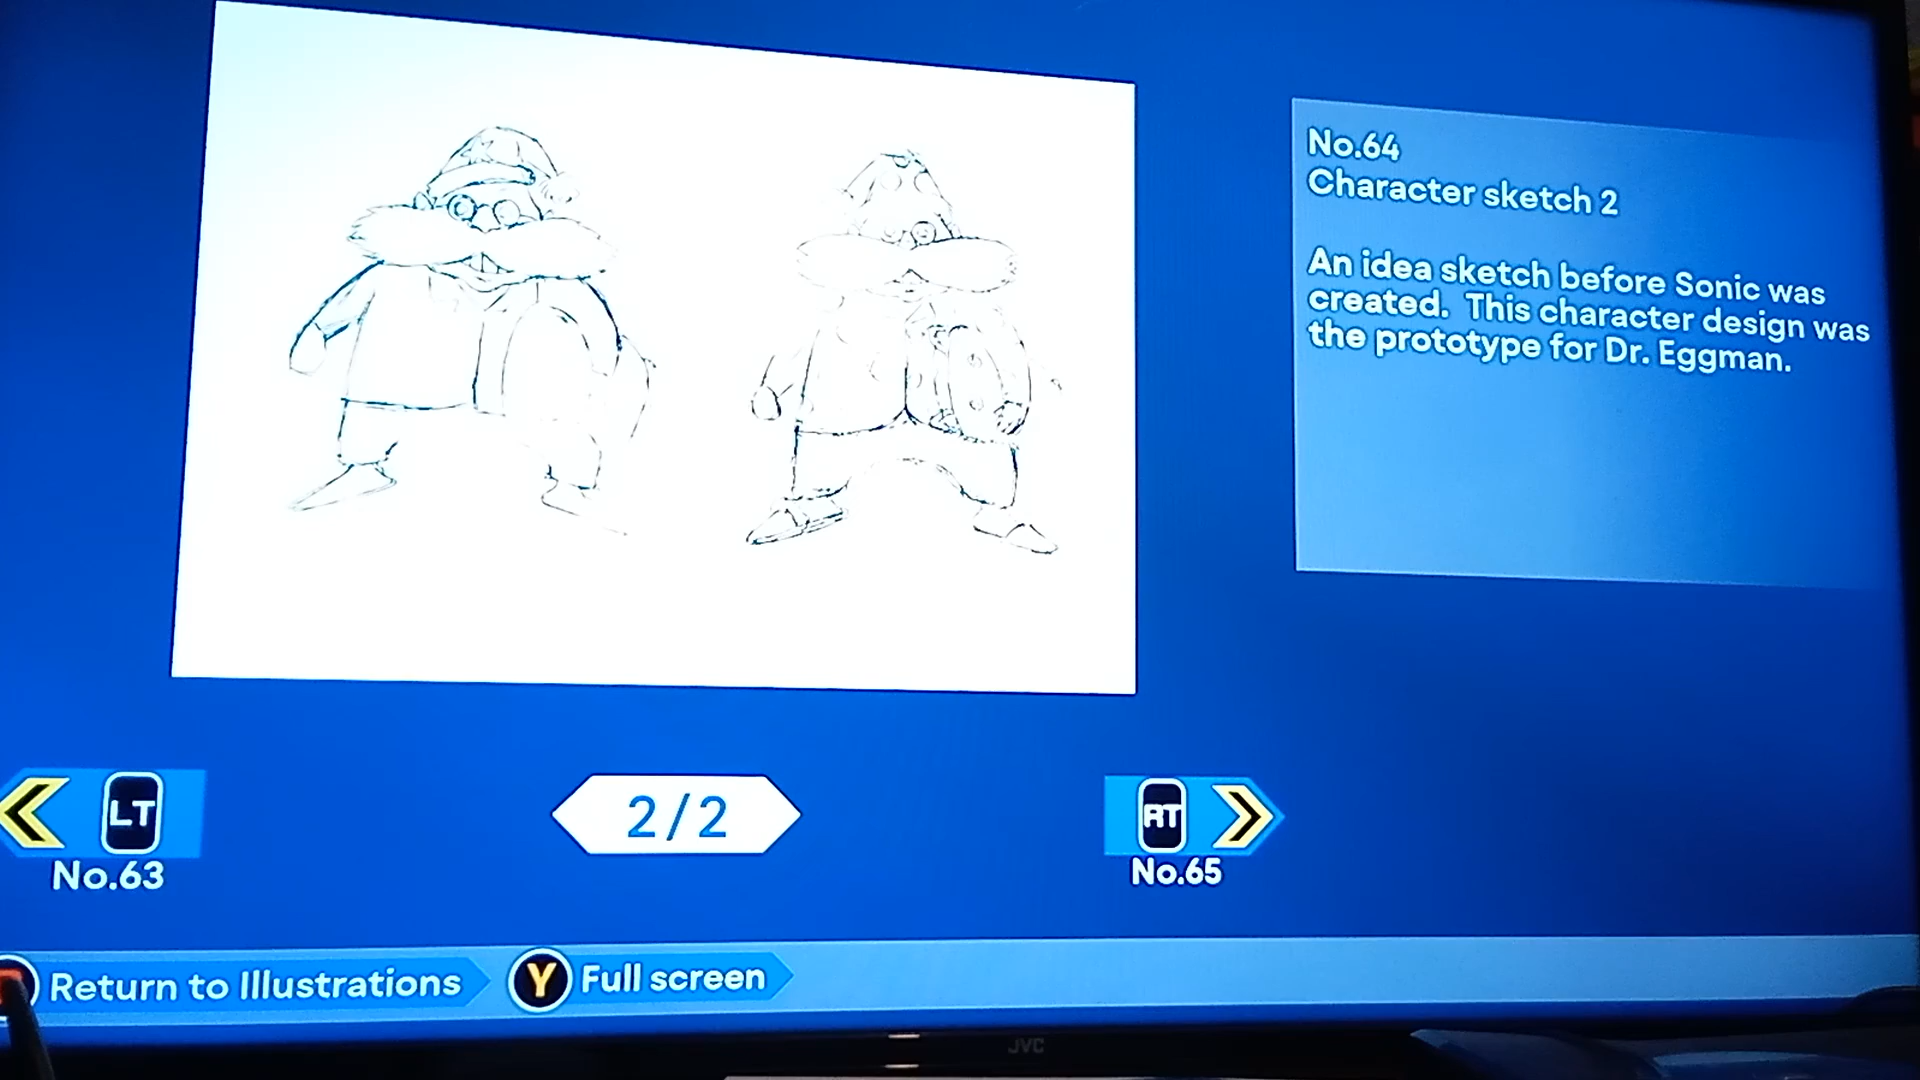 No.64
Character sketch 2
An idea sketch before Sonic was
created. This character design was
the prototype for Dr. Eggman.
LT
2/2
RT
No.63
No.65
Return to Illustrations
Y Full screen
JVC